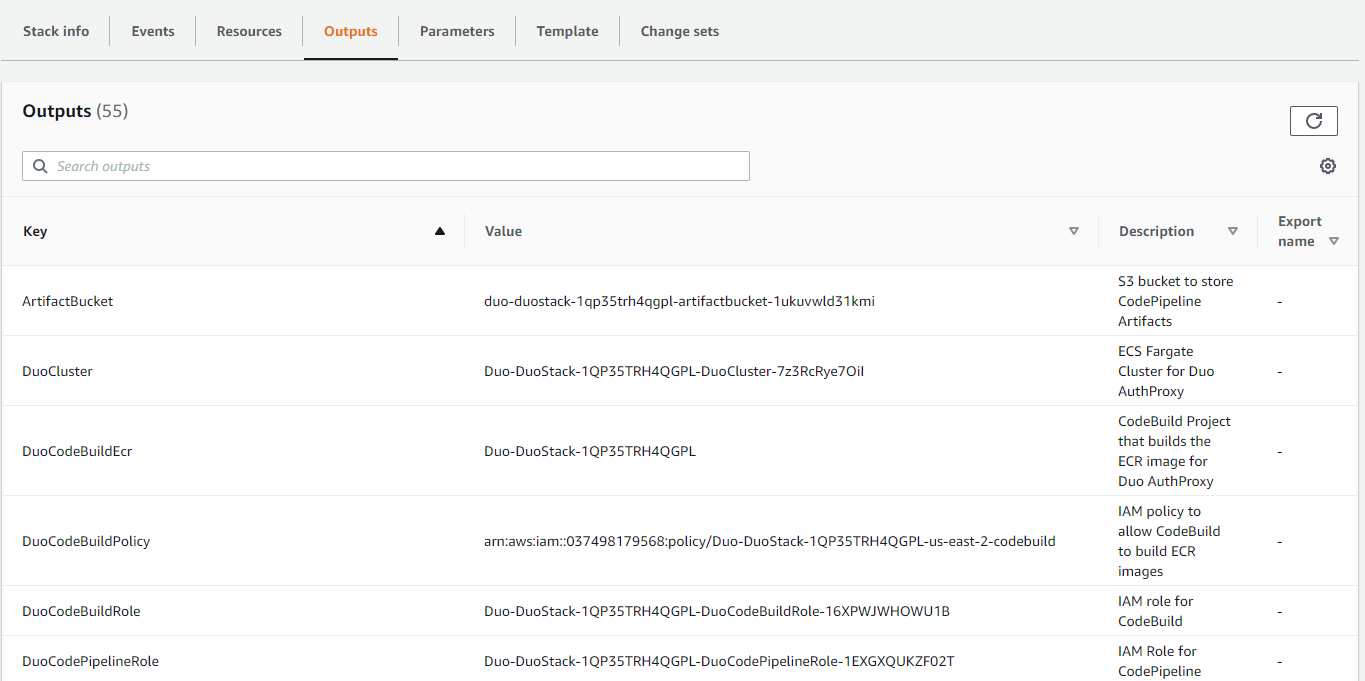 Stack info
Events
Resources
Outputs
Parameters
Template
Change sets
Outputs (55)
Search outputs
Key
Value
Description
Export
name
ArtifactBucket
duo-duostack-1qp35trh4qgpl-artifactbucket-1ukuvwld31kmi
S3 bucket to store
CodePipeline
Artifacts
-
DuoCluster
Duo-DuoStack-1QP35TRH4QGPL-DuoCluster-7z3RcRye7OiI
ECS Fargate
Cluster for Duo
AuthProxy
-
DuoCodeBuildEcr
Duo-DuoStack-1QP35TRH4QGPL
CodeBuild Project
that builds the
ECR image for
Duo AuthProxy
-
DuoCodeBuildPolicy
arn:aws:iam::037498179568:policy/Duo-DuoStack-1QP35TRH4QGPL-us-east-2-codebuild
IAM policy to
allow CodeBuild
to build ECR
images
-
DuoCodeBuildRole
Duo-DuoStack-1QP35TRH4QGPL-DuoCodeBuildRole-16XPWJWHOWU1B
IAM role for
CodeBuild
-
DuoCodePipelineRole
Duo-DuoStack-1QP35TRH4QGPL-DuoCodePipelineRole-1EXGXQUKZF02T
IAM Role for
CodePipeline
-